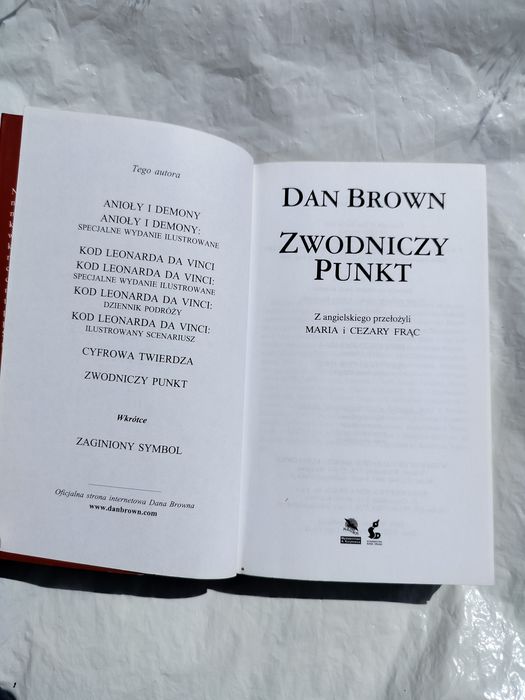 Tego autora
ANIOŁY I DEMONY
ANIOŁY I DEMONY:
SPECJALNE WYDANIE ILUSTROWANE
KOD LEONARDA DA VINCI
KOD LEONARDA DA VINCI:
SPECJALNE WYDANIE ILUSTROWANE
KOD LEONARDA DA VINCI:
DZIENNIK PODRÓŻY
KOD LEONARDA DA VINCI:
ILUSTROWANY SCENARIUSZ
CYFROWA TWIERDZA
ZWODNICZY PUNKT
Wkrótce
ZAGINIONY SYMBOL
Oficjalna strona internetowa Dana Browna
www.danbrown.com
DAN BROWN
ZWODNICZY
PUNKT
Z angielskiego przełożyli
MARIA i CEZARY FRĄC